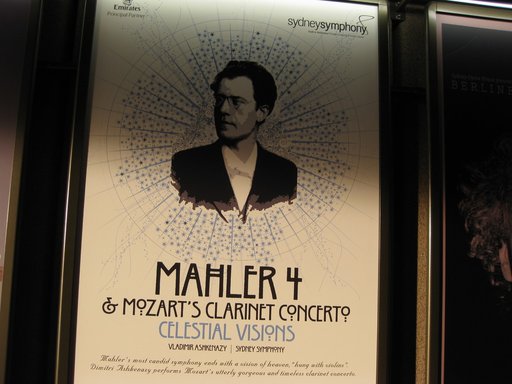 Emirates
Principal Partner
sydneysymphony
MAHLER 4
& MOZART'S CLARINET CONCERTO
CELESTIAL VISIONS
VLADIMIR ASHKENAZY | SYDNEY SYMPHONY
Mahler's most candid symphony ends with a vision of heaven, "hung with violins".
Dimitri Ashkenazy performs Mozart's utterly gorgeous and timeless clarinet concerto.
BERLINE